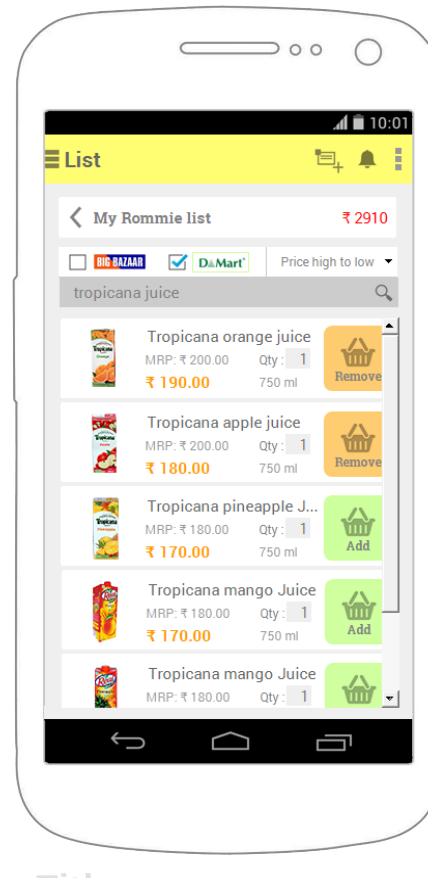 10:01
List
My Rommie list ₹ 2910
BIG BAZAAR D Mart Price high to low
tropicana juice
Tropicana orange juice
MRP: ₹ 200.00 Qty : 1
₹ 190.00 750 ml
Remove
Tropicana apple juice
MRP: ₹ 200.00 Qty : 1
₹ 180.00 750 ml
Remove
Tropicana pineapple J...
MRP: ₹ 180.00 Qty : 1
₹ 170.00 750 ml
Add
Tropicana mango Juice
MRP: ₹ 180.00 Qty : 1
₹ 170.00 750 ml
Add
Tropicana mango Juice
MRP: ₹ 180.00 Qty : 1